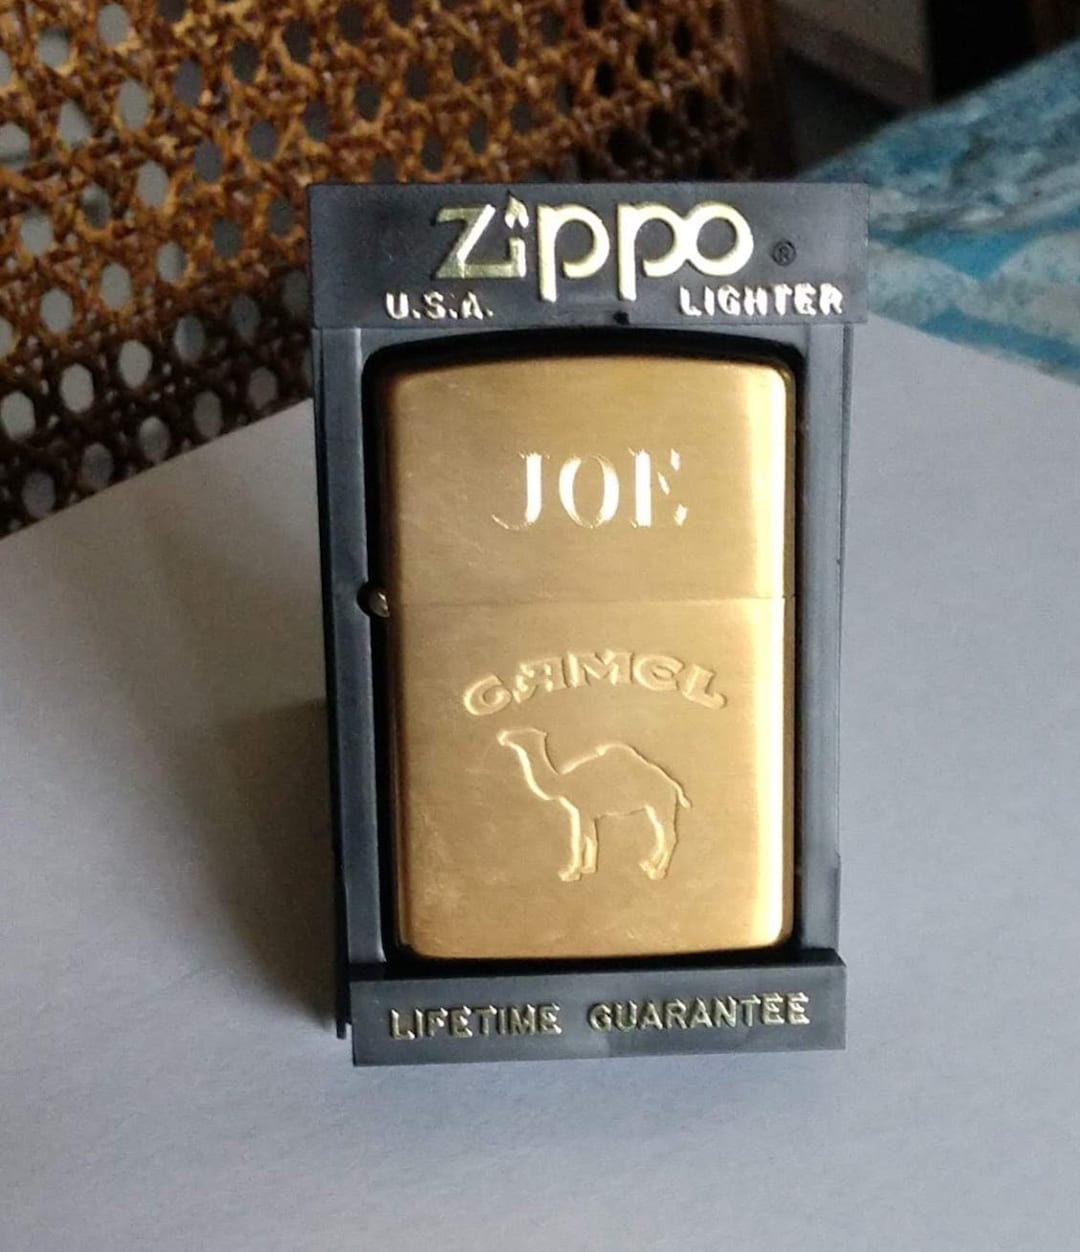 Zippo ®
U.S.A. LIGHTER
JOE
CAMEL
LIFETIME GUARANTEE